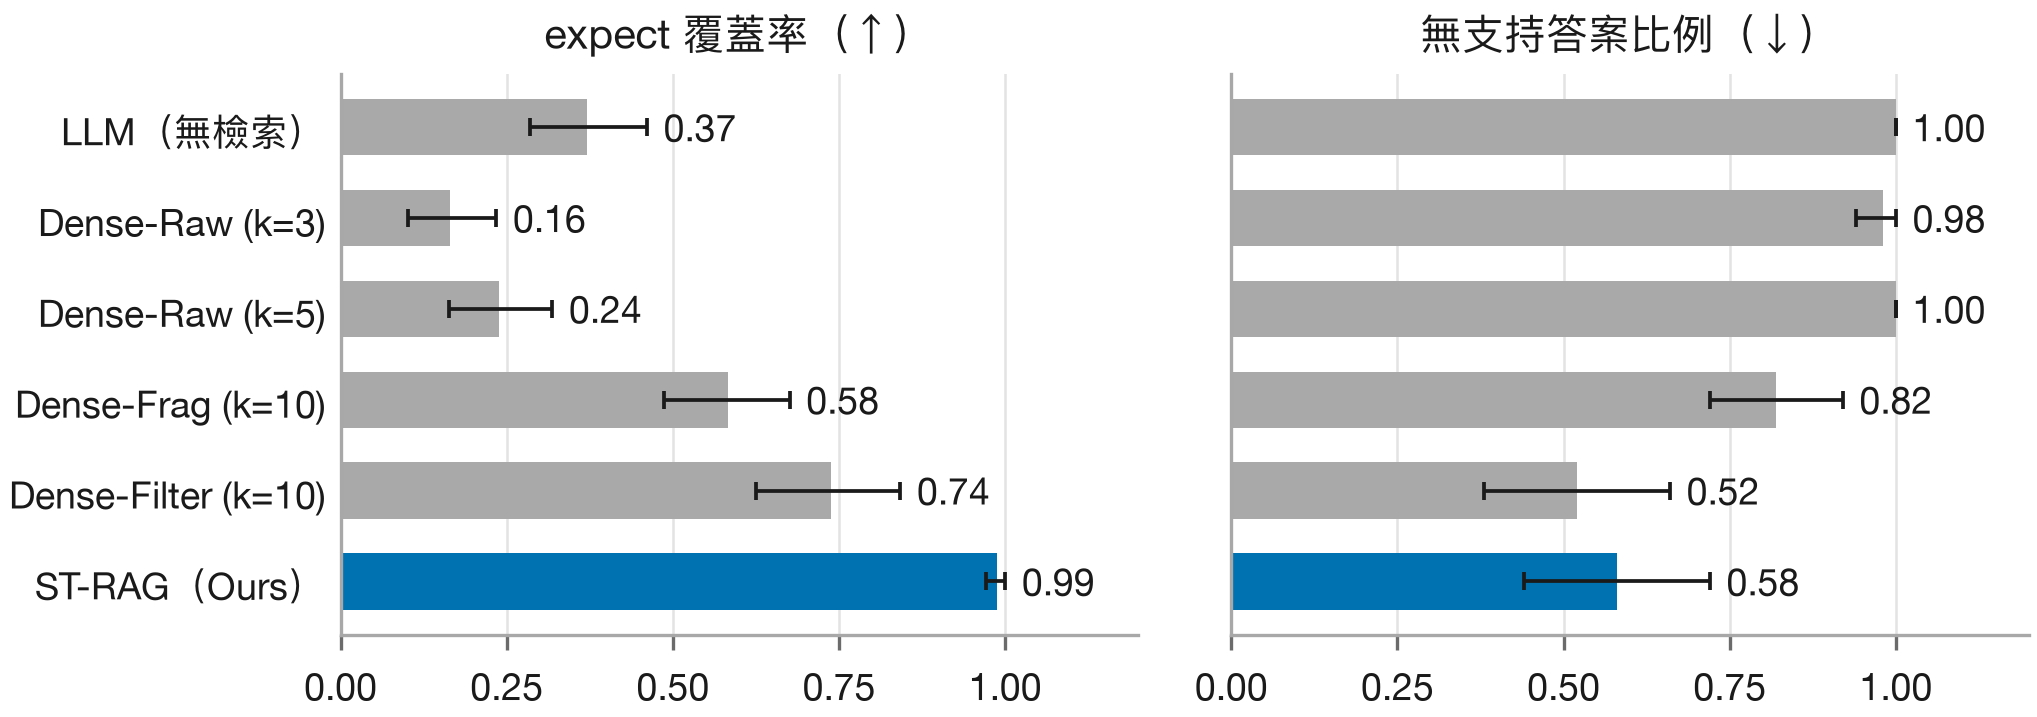 expect 覆蓋率（↑）
無支持答案比例（↓）
LLM（無檢索）
0.37
1.00
Dense-Raw (k=3)
0.16
0.98
Dense-Raw (k=5)
0.24
1.00
Dense-Frag (k=10)
0.58
0.82
Dense-Filter (k=10)
0.74
0.52
ST-RAG（Ours）
0.99
0.58
0.00 0.25 0.50 0.75 1.00
0.00 0.25 0.50 0.75 1.00